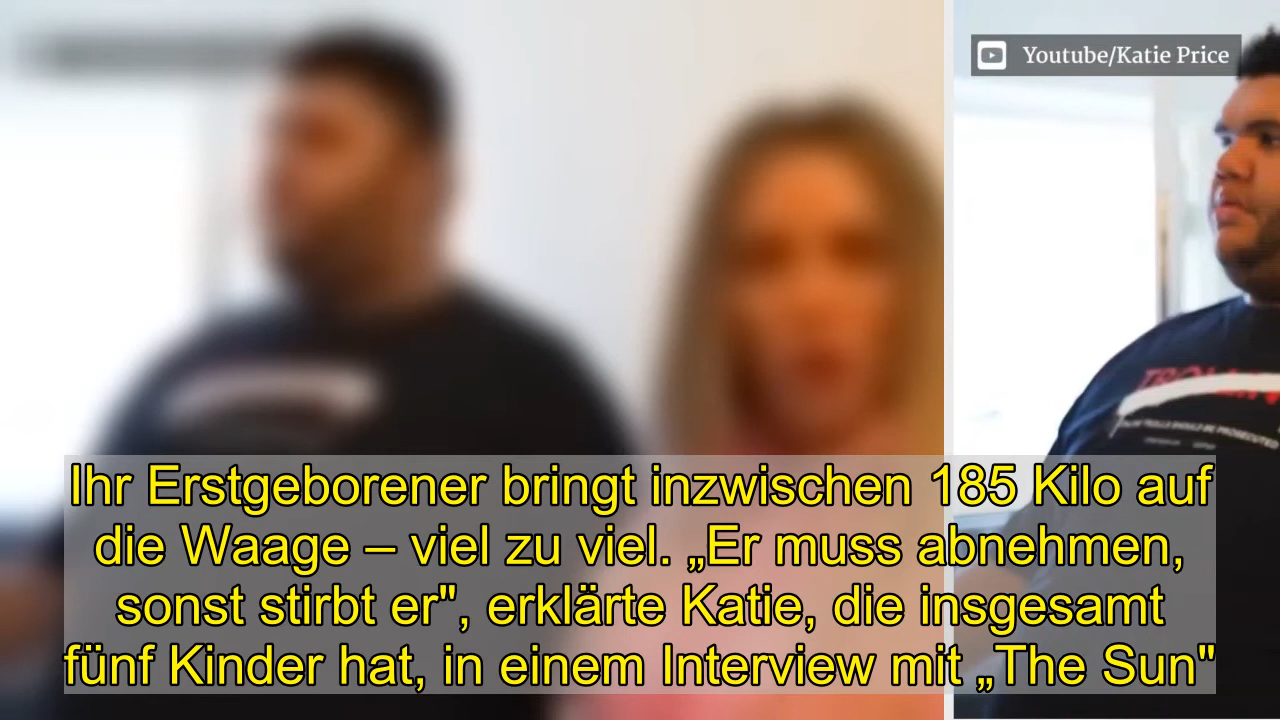 Youtube/Katie Price
Ihr Erstgeborener bringt inzwischen 185 Kilo auf
die Waage – viel zu viel. „Er muss abnehmen,
sonst stirbt er", erklärte Katie, die insgesamt
fünf Kinder hat, in einem Interview mit „The Sun"